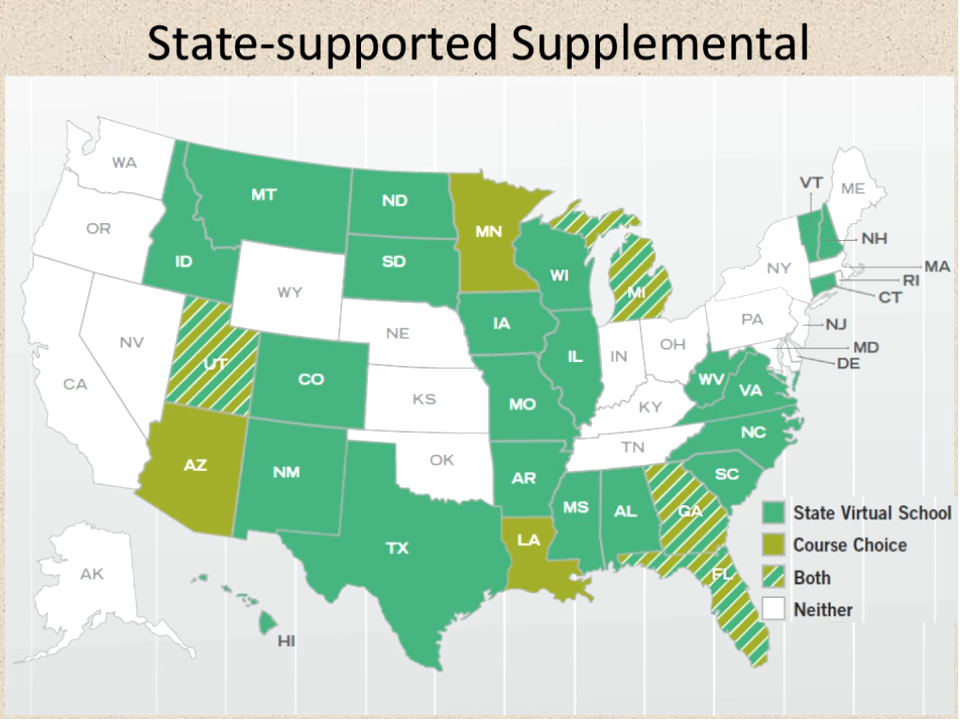 State-supported Supplemental
WA
MT
ND
MN
VT
ME
OR
ID
SD
WI
NH
WY
MI
NY
MA
RI
CT
NV
NE
IA
PA
NJ
UT
CO
IL
IN
OH
MD
DE
CA
KS
MO
WV
VA
KY
NC
AZ
NM
OK
AR
TN
SC
TX
LA
MS
AL
GA
FL
AK
HI
State Virtual School
Course Choice
Both
Neither